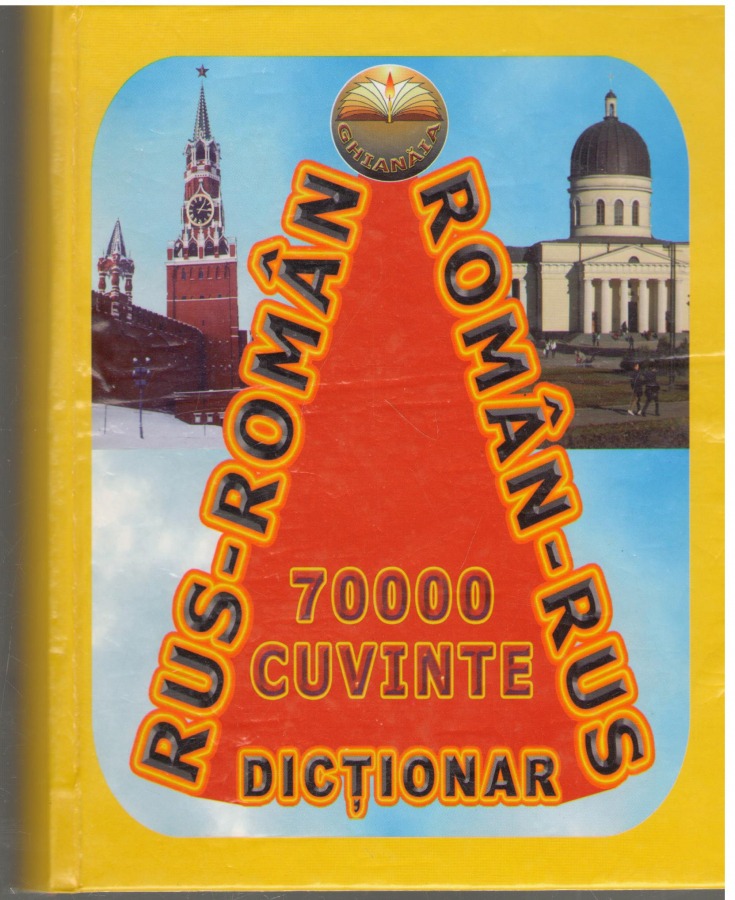 GHIANĂIA
RUS-ROMÂN
ROMÂN-RUS
70000
CUVINTE
DICȚIONAR